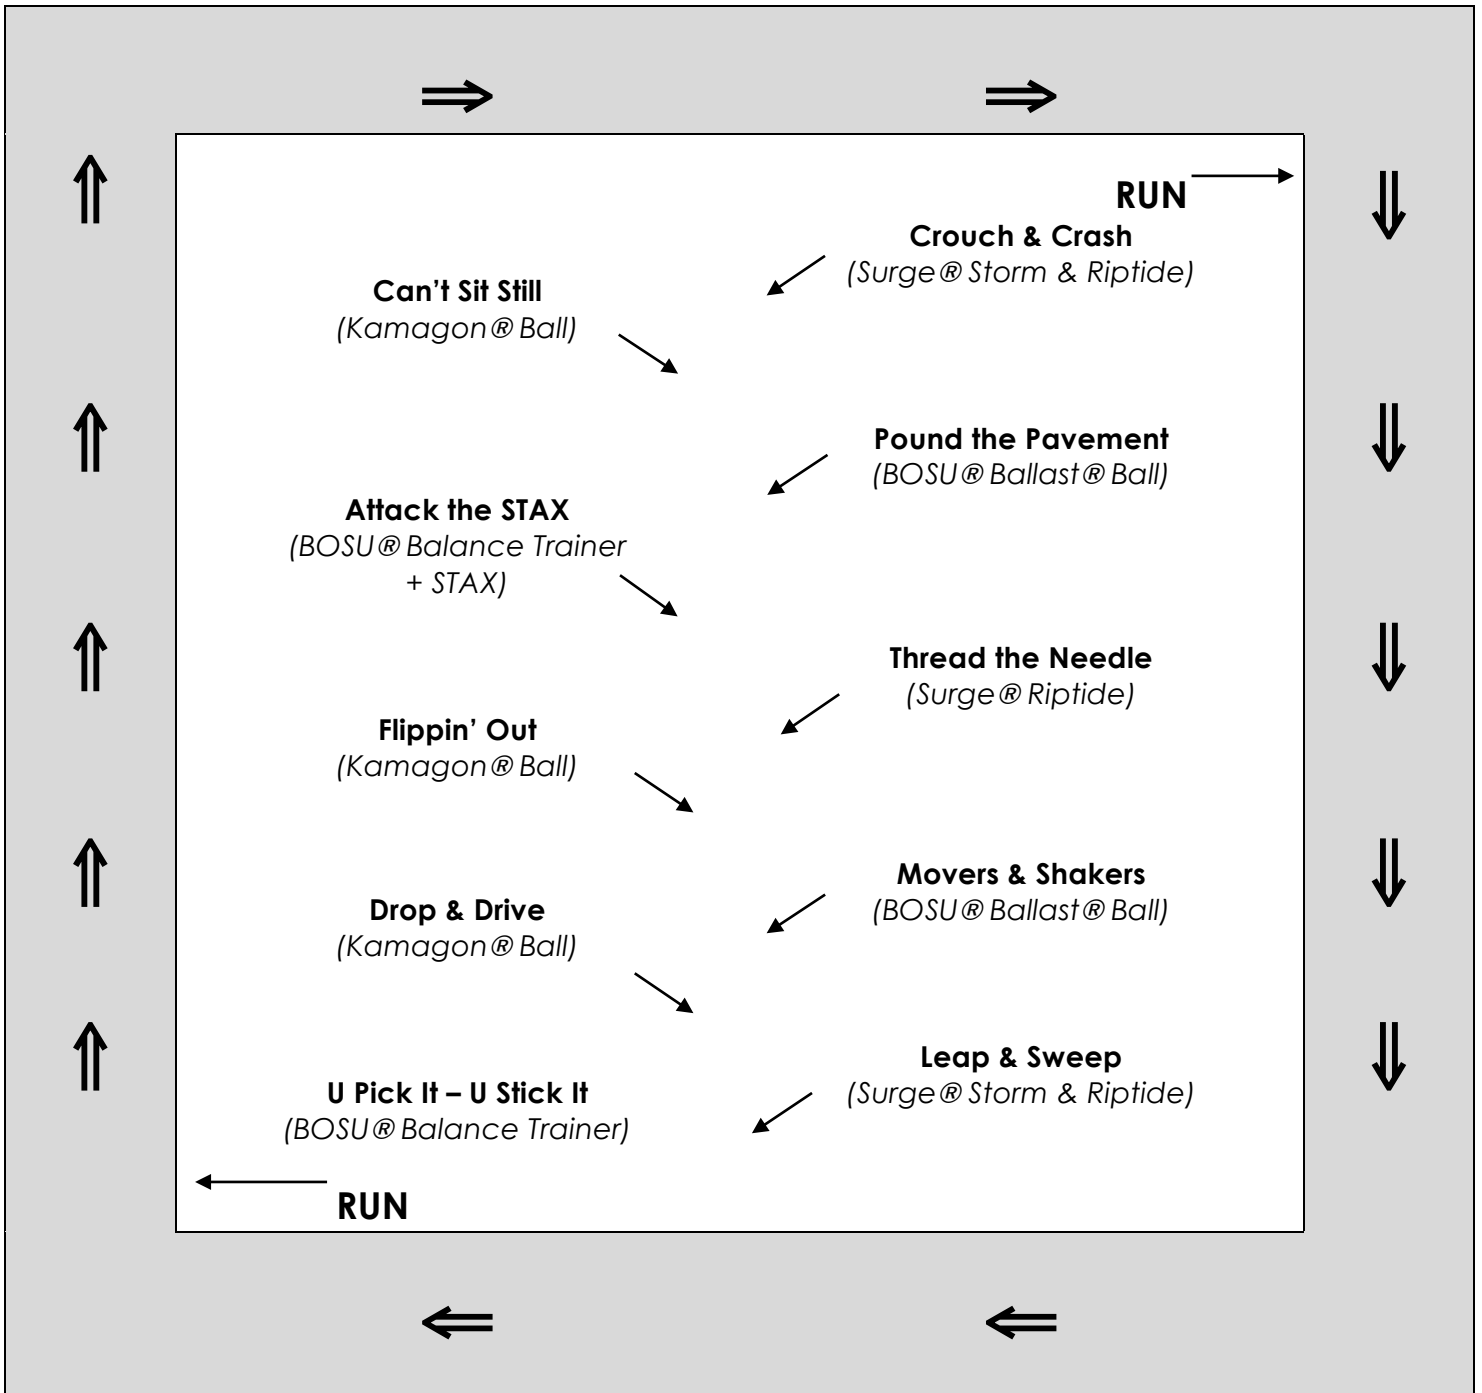 RUN
Crouch & Crash
(Surge® Storm & Riptide)
Can’t Sit Still
(Kamagon® Ball)
Pound the Pavement
(BOSU® Ballast® Ball)
Attack the STAX
(BOSU® Balance Trainer
+ STAX)
Thread the Needle
(Surge® Riptide)
Flippin’ Out
(Kamagon® Ball)
Movers & Shakers
(BOSU® Ballast® Ball)
Drop & Drive
(Kamagon® Ball)
Leap & Sweep
(Surge® Storm & Riptide)
U Pick It – U Stick It
(BOSU® Balance Trainer)
RUN